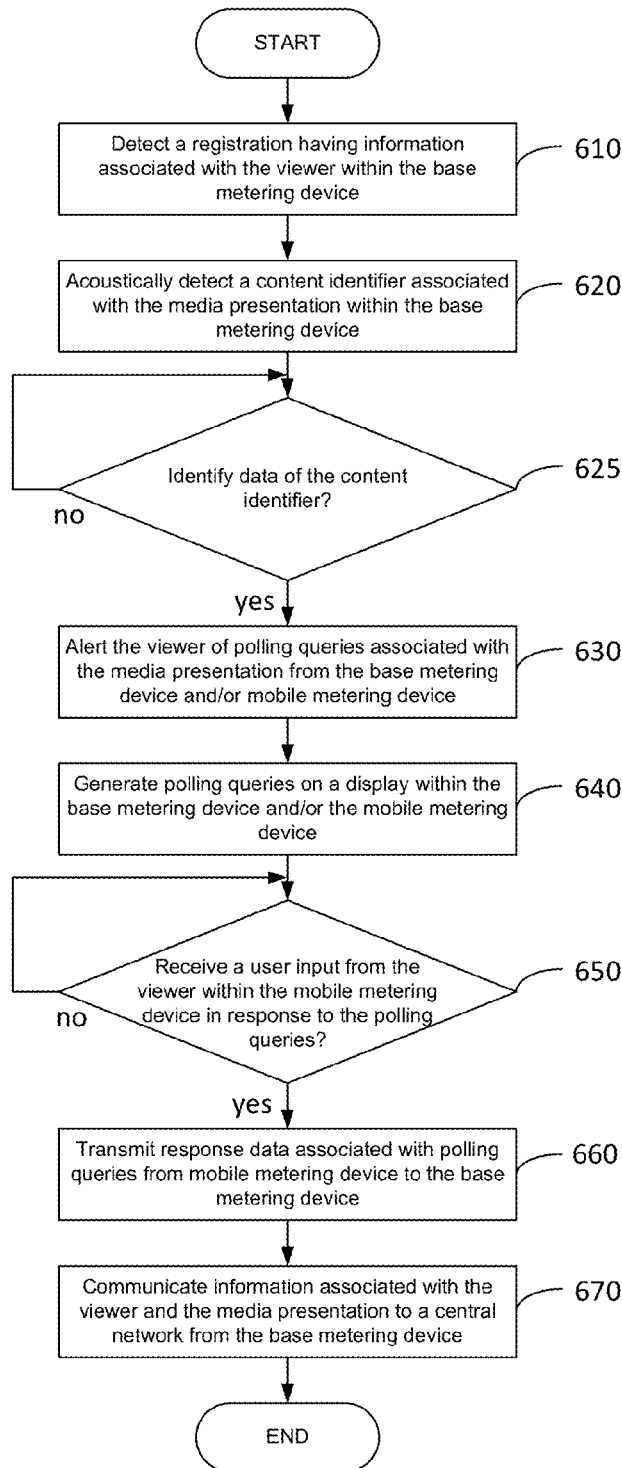 START
Detect a registration having information
associated with the viewer within the base
metering device
610
Acoustically detect a content identifier associated
with the media presentation within the base
metering device
620
Identify data of the content
identifier?
625
no
yes
Alert the viewer of polling queries associated with
the media presentation from the base metering
device and/or mobile metering device
630
Generate polling queries on a display within the
base metering device and/or the mobile metering
device
640
Receive a user input from the
viewer within the mobile metering
device in response to the polling
queries?
650
no
yes
Transmit response data associated with polling
queries from mobile metering device to the base
metering device
660
Communicate information associated with the
viewer and the media presentation to a central
network from the base metering device
670
END